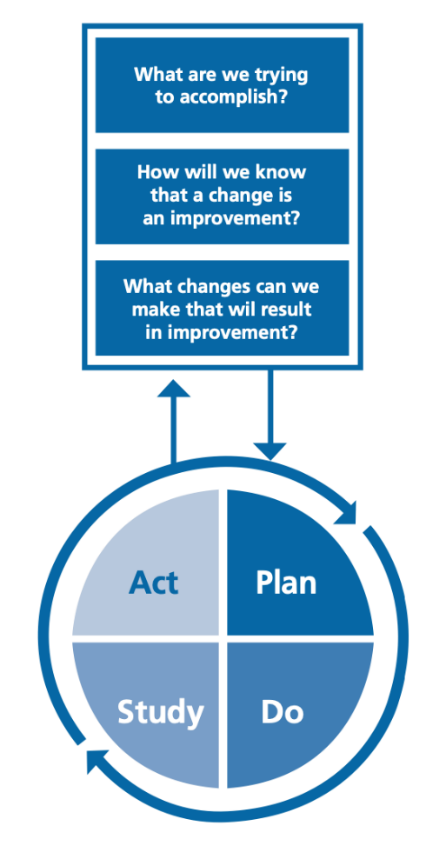 What are we trying
to accomplish?
How will we know
that a change is
an improvement?
What changes can we
make that wil result
in improvement?
Act
Plan
Study
Do